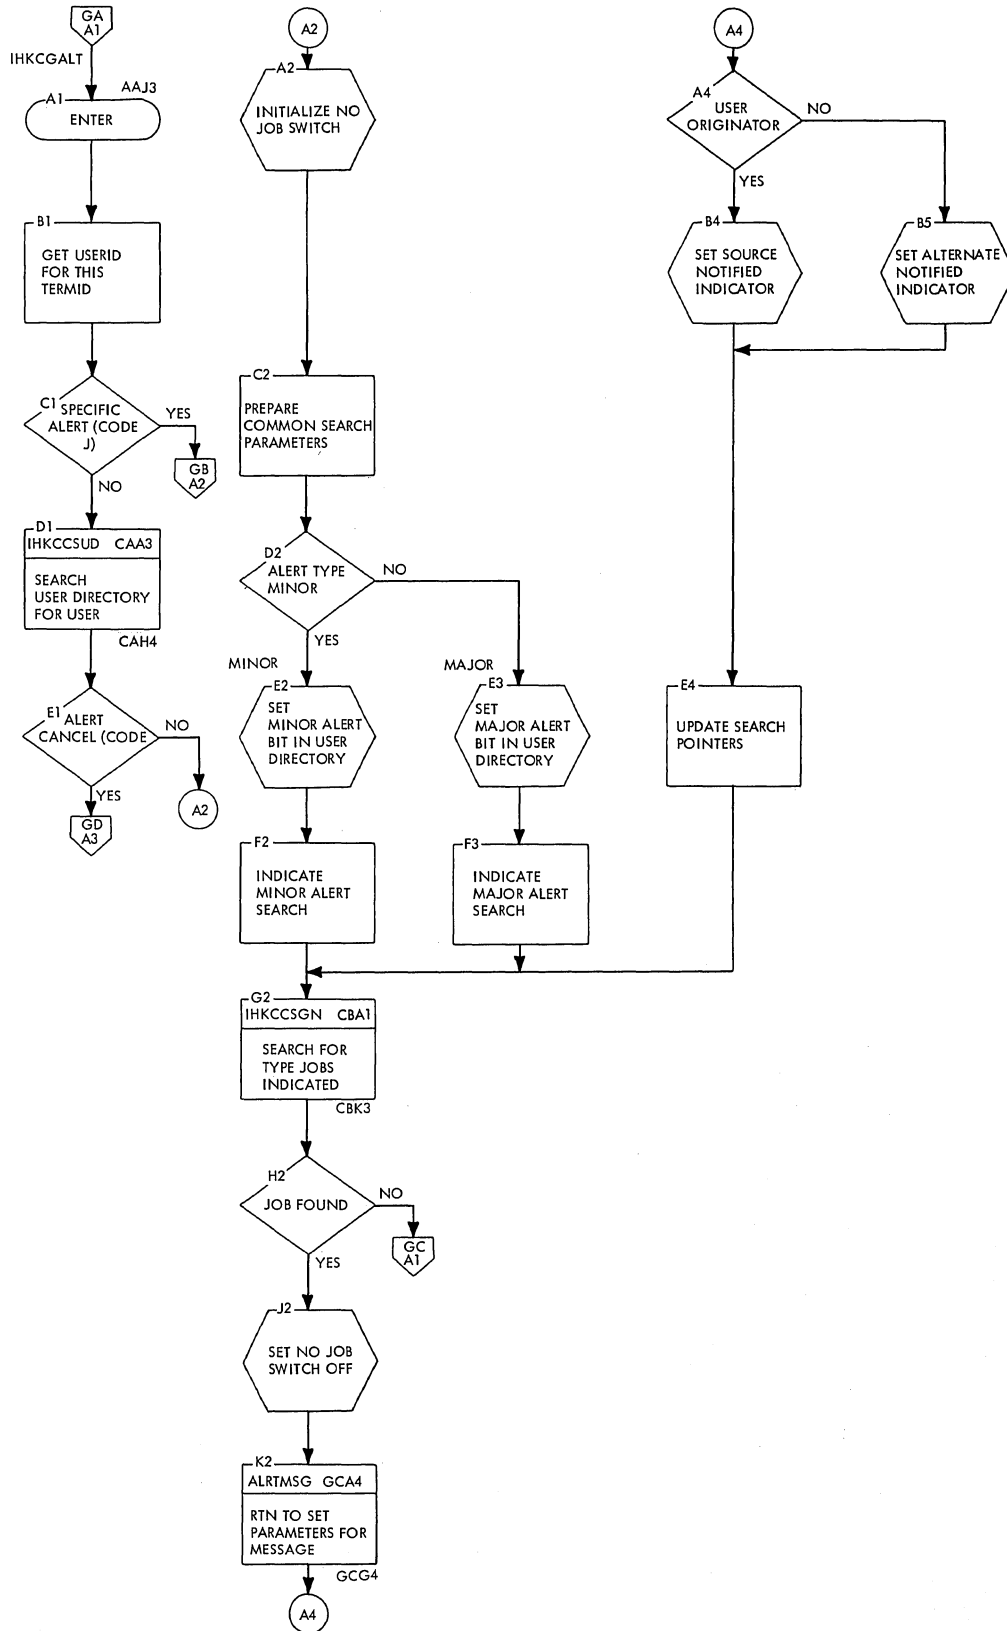 GA
A1
IHKCGALT
AAJ3
A1
ENTER
B1
GET USERID
FOR THIS
TERMID
C1
SPECIFIC
ALERT (CODE
J)
YES
GB
A2
NO
D1
IHKCCSUD CAA3
SEARCH
USER DIRECTORY
FOR USER
CAH4
E1
ALERT
CANCEL (CODE
NO
A2
YES
GD
A3
A2
A2
INITIALIZE NO
JOB SWITCH
C2
PREPARE
COMMON SEARCH
PARAMETERS
D2
ALERT TYPE
MINOR
NO
YES
MINOR
E2
SET
MINOR ALERT
BIT IN USER
DIRECTORY
MAJOR
E3
SET
MAJOR ALERT
BIT IN USER
DIRECTORY
F2
INDICATE
MINOR ALERT
SEARCH
F3
INDICATE
MAJOR ALERT
SEARCH
G2
IHKCCSGN CBA1
SEARCH FOR
TYPE JOBS
INDICATED
CBK3
H2
JOB FOUND
NO
GC
A1
YES
J2
SET NO JOB
SWITCH OFF
K2
ALRTMSG GCA4
RTN TO SET
PARAMETERS FOR
MESSAGE
GCG4
A4
A4
A4
USER
ORIGINATOR
NO
YES
B4
SET SOURCE
NOTIFIED
INDICATOR
B5
SET ALTERNATE
NOTIFIED
INDICATOR
E4
UPDATE SEARCH
POINTERS